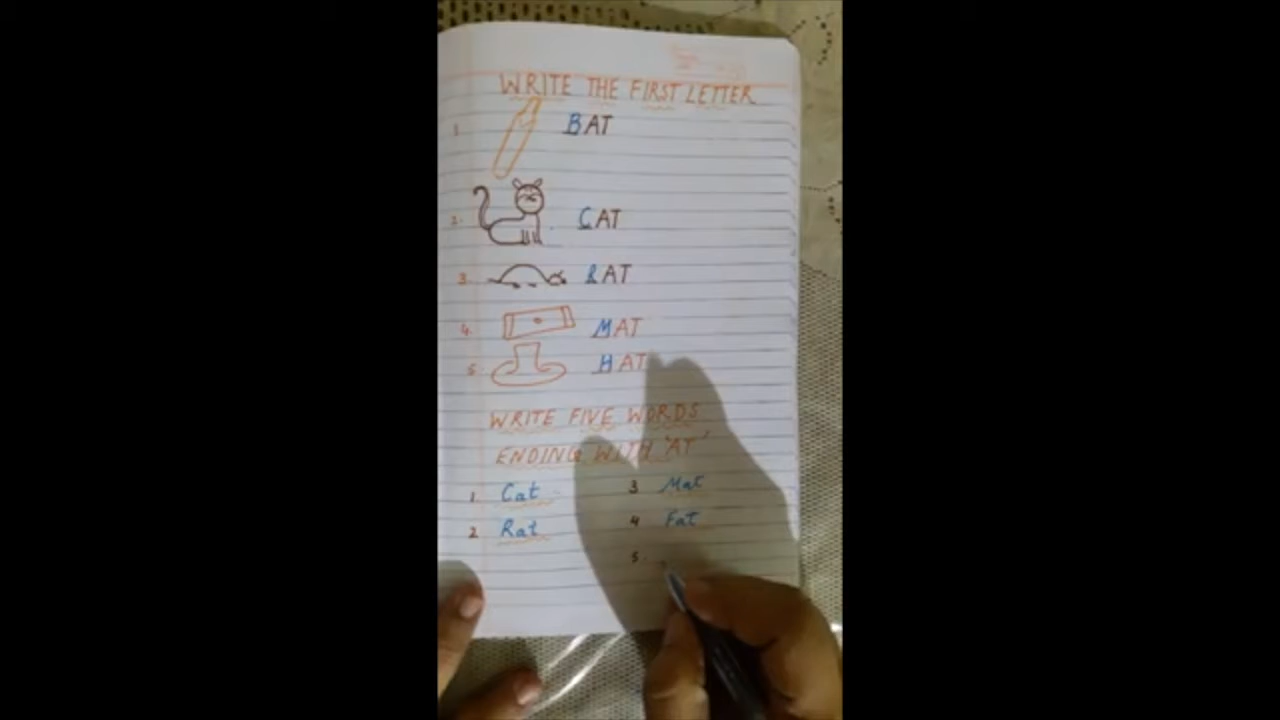 WRITE THE FIRST LETTER
1. BAT
2. CAT
3. RAT
4. MAT
5. HAT
WRITE FIVE WORDS
ENDING WITH 'AT'
1 Cat 3 Mat
2 Rat 4 Fat
5.